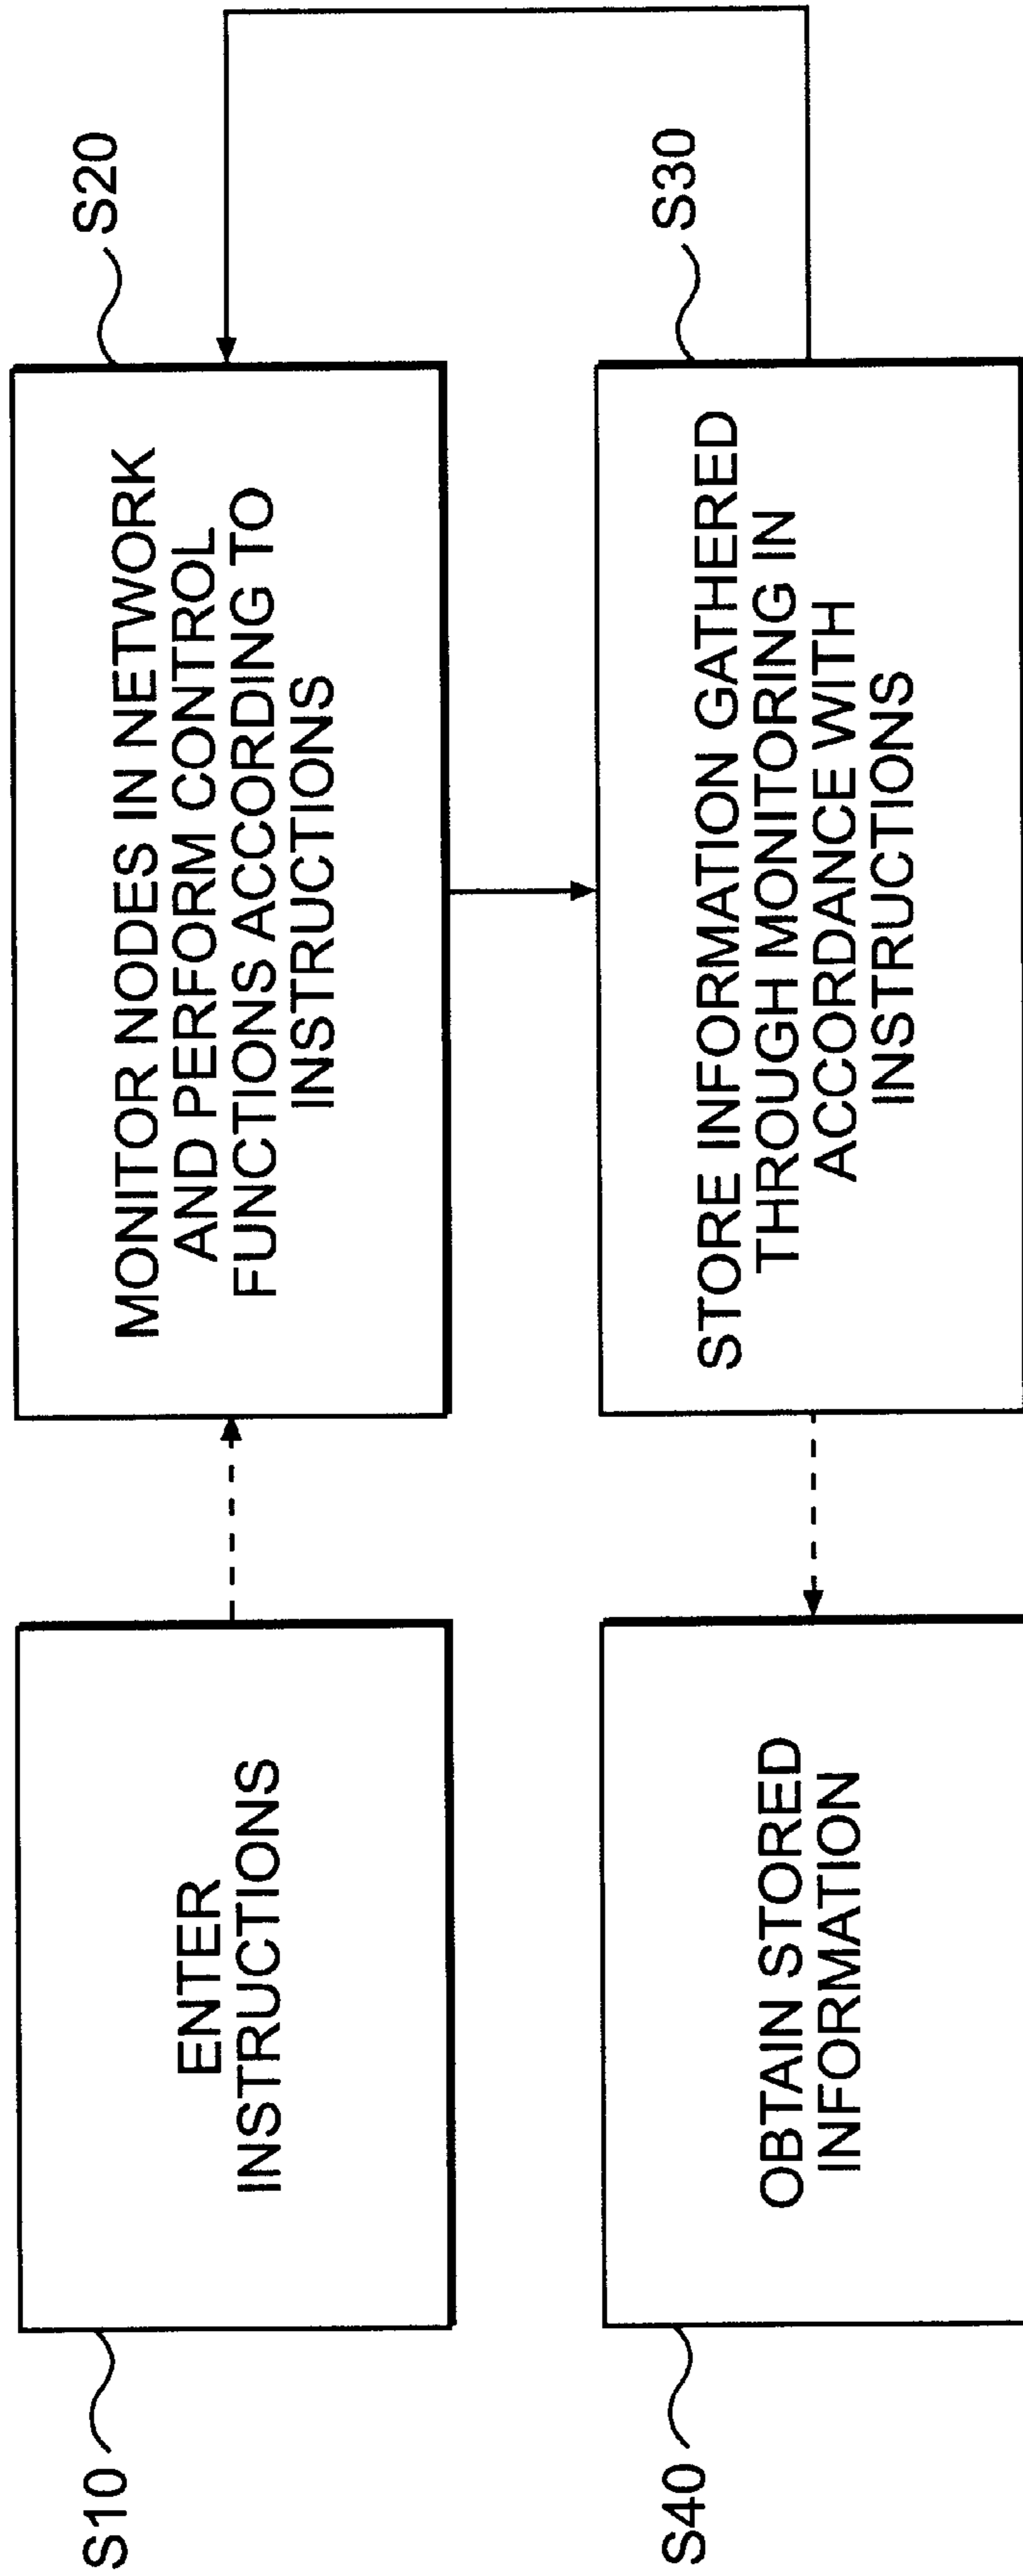 S10
ENTER
INSTRUCTIONS
S20
MONITOR NODES IN NETWORK
AND PERFORM CONTROL
FUNCTIONS ACCORDING TO
INSTRUCTIONS
S40
OBTAIN STORED
INFORMATION
S30
STORE INFORMATION GATHERED
THROUGH MONITORING IN
ACCORDANCE WITH
INSTRUCTIONS